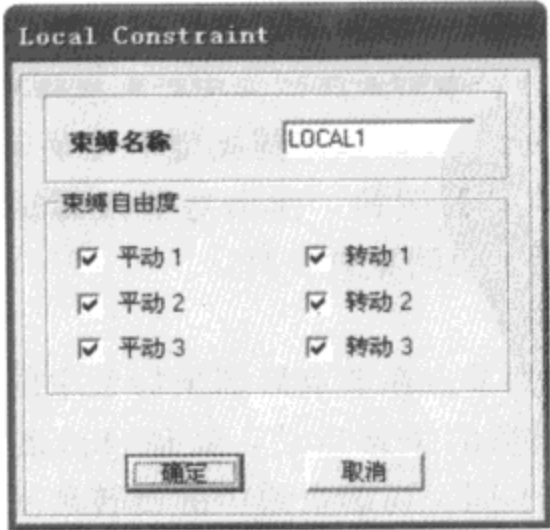 Local Constraint
束缚名称 LOCAL1
束缚自由度
平动 1 转动 1
平动 2 转动 2
平动 3 转动 3
确定 取消